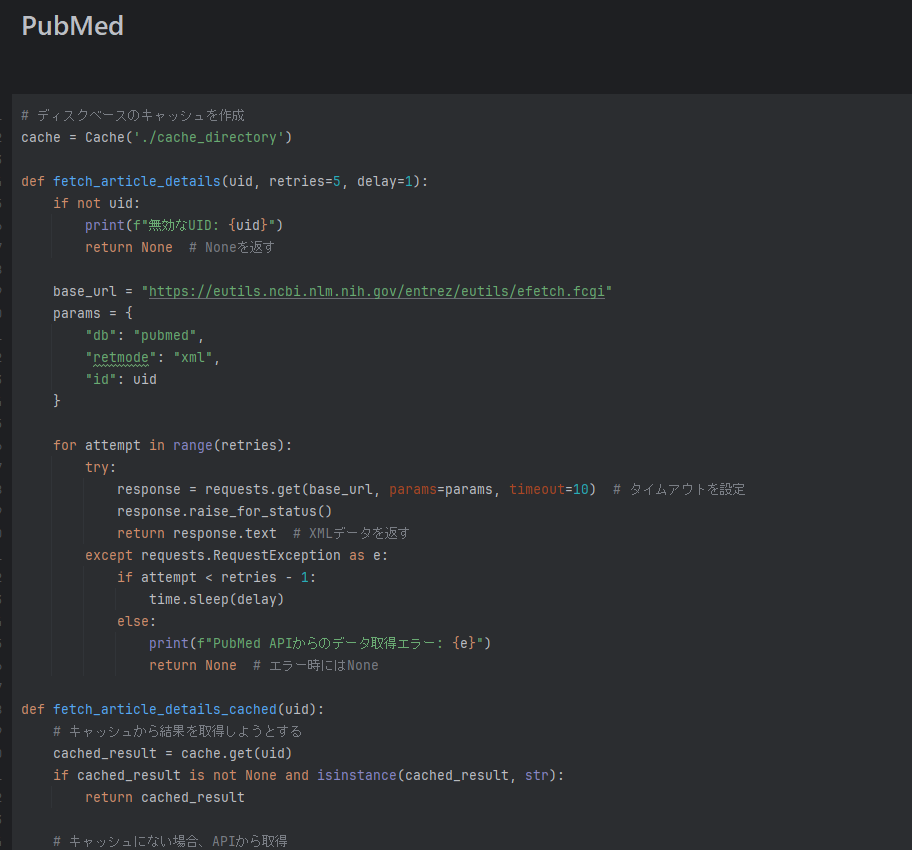 PubMed
# ディスクベースのキャッシュを作成
cache = Cache('./cache_directory')
def fetch_article_details(uid, retries=5, delay=1):
    if not uid:
        print(f"無効なUID: {uid}")
        return None  # Noneを返す
    base_url = "https://eutils.ncbi.nlm.nih.gov/entrez/eutils/efetch.fcgi"
    params = {
        "db": "pubmed",
        "retmode": "xml",
        "id": uid
    }
    for attempt in range(retries):
        try:
            response = requests.get(base_url, params=params, timeout=10)  # タイムアウトを設定
            response.raise_for_status()
            return response.text  # XMLデータを返す
        except requests.RequestException as e:
            if attempt < retries - 1:
                time.sleep(delay)
            else:
                print(f"PubMed APIからのデータ取得エラー: {e}")
                return None  # エラー時にはNone
def fetch_article_details_cached(uid):
    # キャッシュから結果を取得しようとする
    cached_result = cache.get(uid)
    if cached_result is not None and isinstance(cached_result, str):
        return cached_result
    # キャッシュにない場合、APIから取得